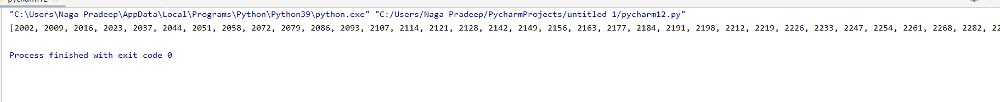 "C:\Users\Naga Pradeep\AppData\Local\Programs\Python\Python39\python.exe" "C:/Users/Naga Pradeep/PycharmProjects/untitled 1/pycharm12.py"
[2002, 2009, 2016, 2023, 2037, 2044, 2051, 2058, 2072, 2079, 2086, 2093, 2107, 2114, 2121, 2128, 2142, 2149, 2156, 2163, 2177, 2184, 2191, 2198, 2212, 2219, 2226, 2233, 2247, 2254, 2261, 2268, 2282, 22
Process finished with exit code 0